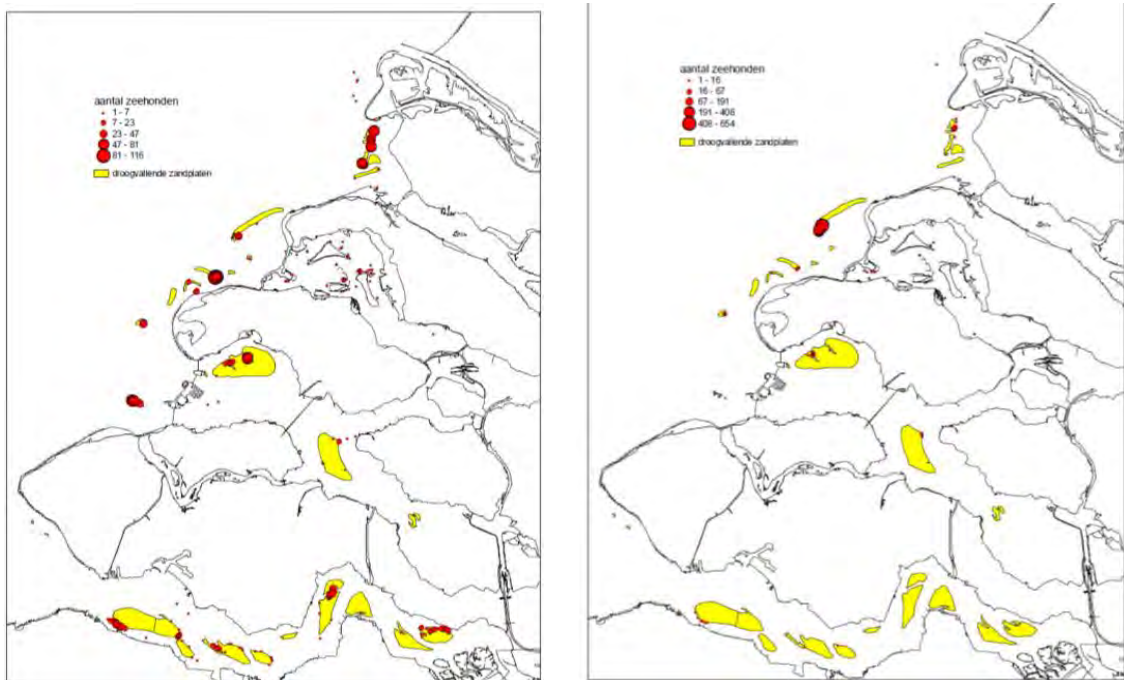 aantal zeehonden
1 - 7
7 - 23
23 - 47
47 - 81
81 - 116
droogvallende zandplaten
aantal zeehonden
1 - 16
16 - 67
67 - 191
191 - 408
408 - 654
droogvallende zandplaten